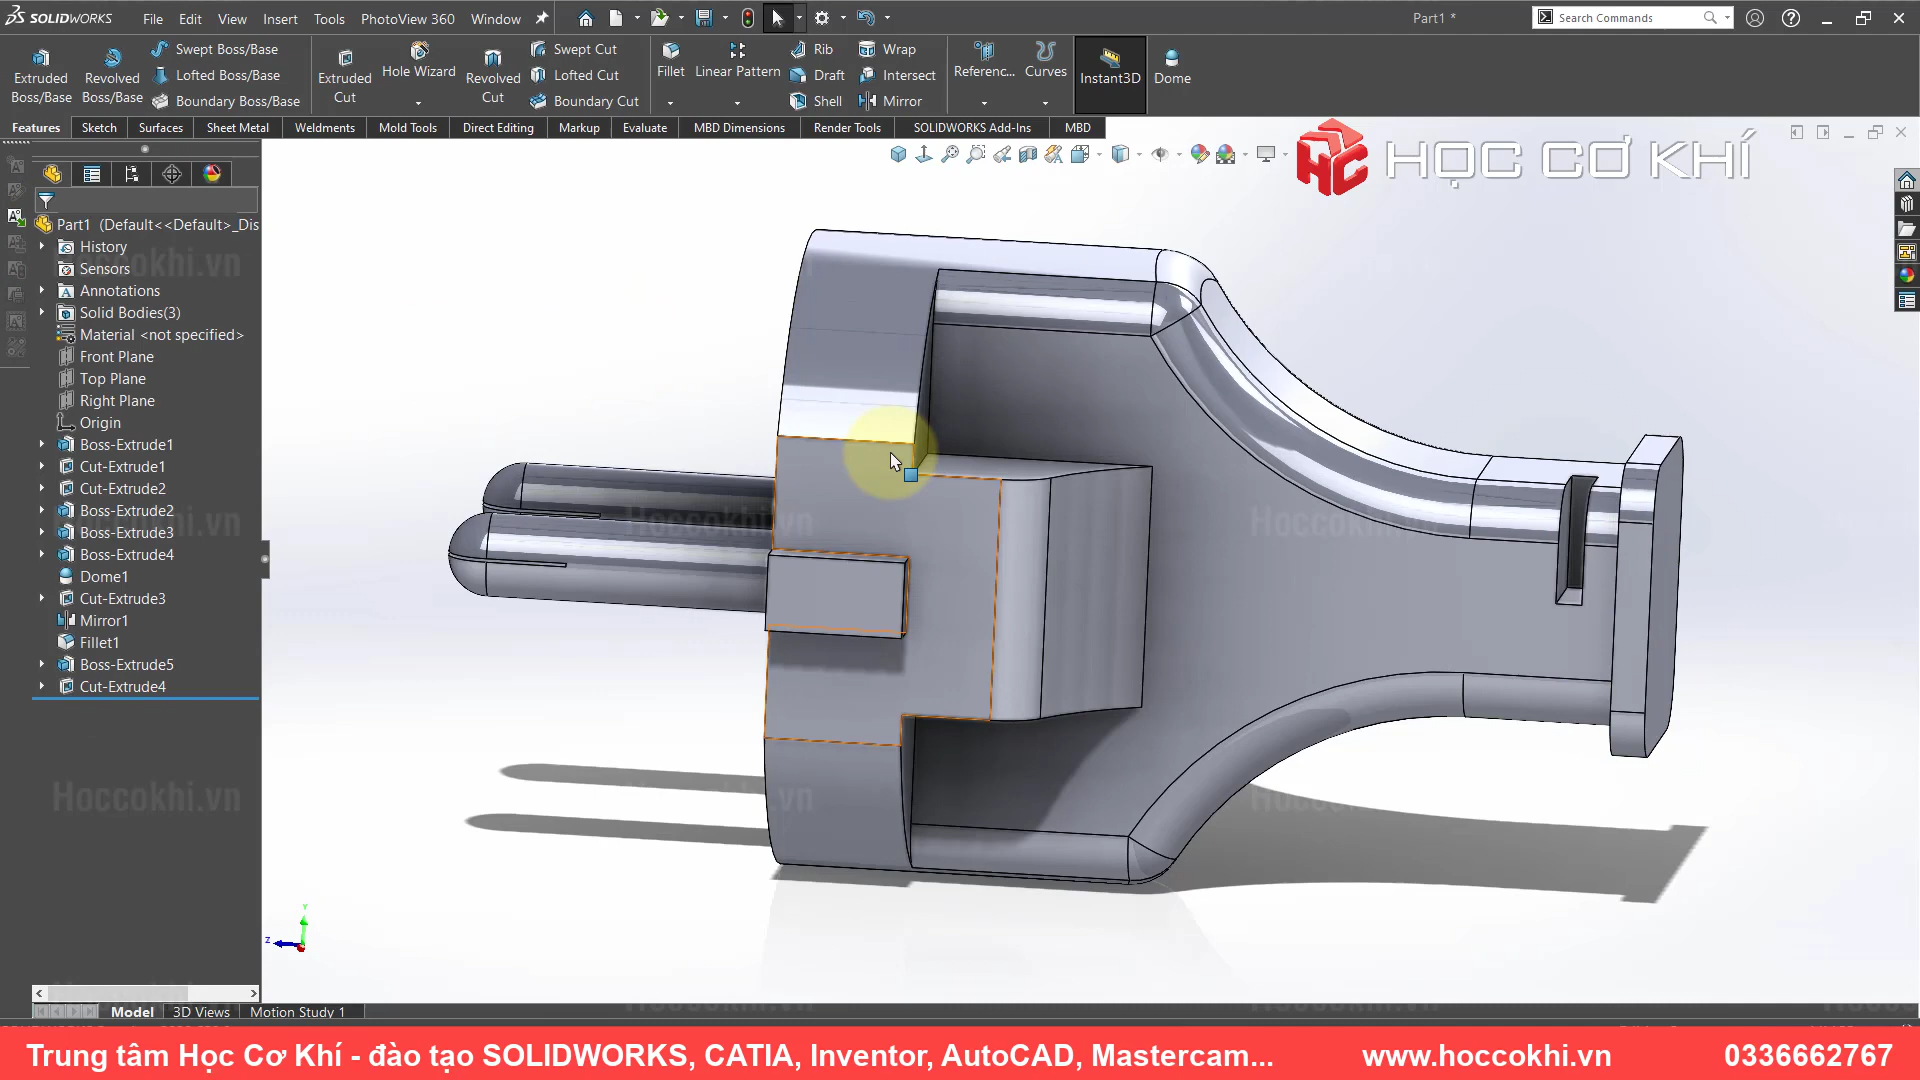 SOLIDWORKS
File Edit View Insert Tools PhotoView 360 Window
Part1 *
Search Commands
Extruded Boss/Base
Revolved Boss/Base
Swept Boss/Base
Lofted Boss/Base
Boundary Boss/Base
Extruded Cut
Hole Wizard
Revolved Cut
Swept Cut
Lofted Cut
Boundary Cut
Fillet
Linear Pattern
Rib
Draft
Shell
Wrap
Intersect
Mirror
Referenc...
Curves
Instant3D
Dome
Features Sketch Surfaces Sheet Metal Weldments Mold Tools Direct Editing Markup Evaluate MBD Dimensions Render Tools SOLIDWORKS Add-Ins MBD
HỌC CƠ KHÍ
Part1 (Default<<Default>_Dis
History
Sensors
Annotations
Solid Bodies(3)
Material <not specified>
Front Plane
Top Plane
Right Plane
Origin
Boss-Extrude1
Cut-Extrude1
Cut-Extrude2
Boss-Extrude2
Boss-Extrude3
Boss-Extrude4
Dome1
Cut-Extrude3
Mirror1
Fillet1
Boss-Extrude5
Cut-Extrude4
Hoccokhi.vn
Y
Z
Model 3D Views Motion Study 1
Trung tâm Học Cơ Khí - đào tạo SOLIDWORKS, CATIA, Inventor, AutoCAD, Mastercam... www.hoccokhi.vn 0336662767